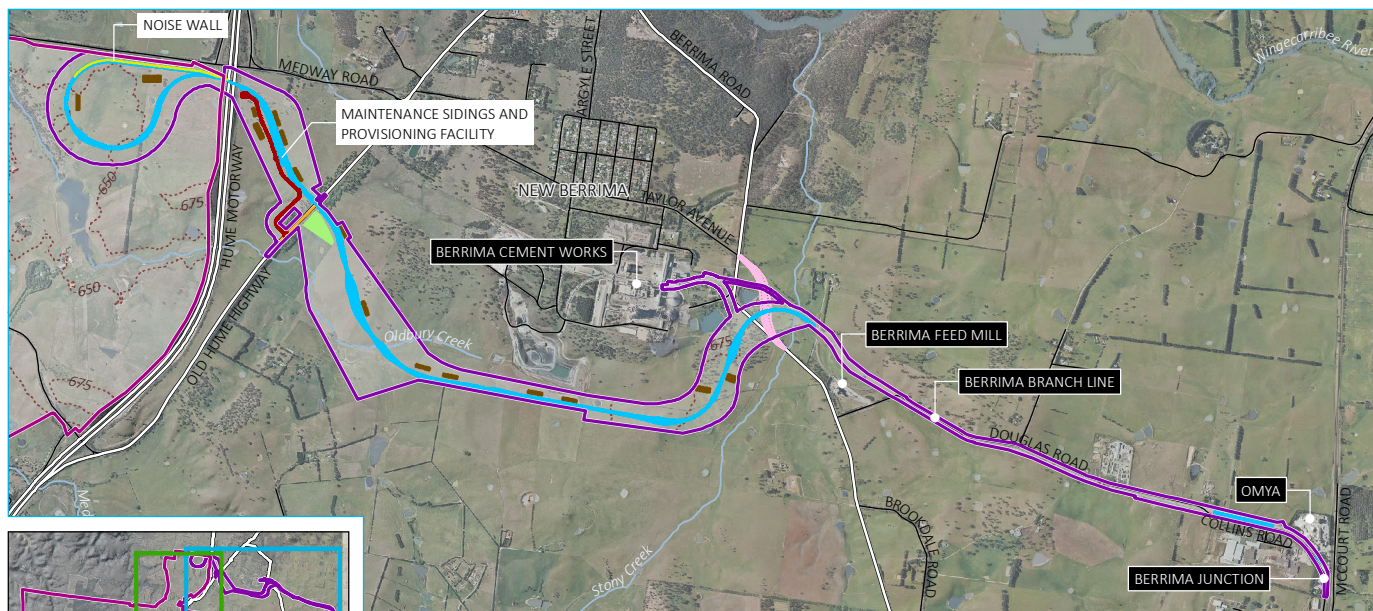 NOISE WALL
MEDWAY ROAD
MAINTENANCE SIDINGS AND
PROVISIONING FACILITY
ARGYLE STREET
BERRIMA ROAD
Wingecarribee River
650
675
HUME MOTORWAY
NEW BERRIMA
TAYLOR AVENUE
BERRIMA CEMENT WORKS
650
OLD HUME HIGHWAY
Oldbury Creek
675
675
BERRIMA FEED MILL
BERRIMA BRANCH LINE
DOUGLAS ROAD
OMYA
COLLINS ROAD
MCCOURT ROAD
BROOKDALE ROAD
Stony Creek
BERRIMA JUNCTION